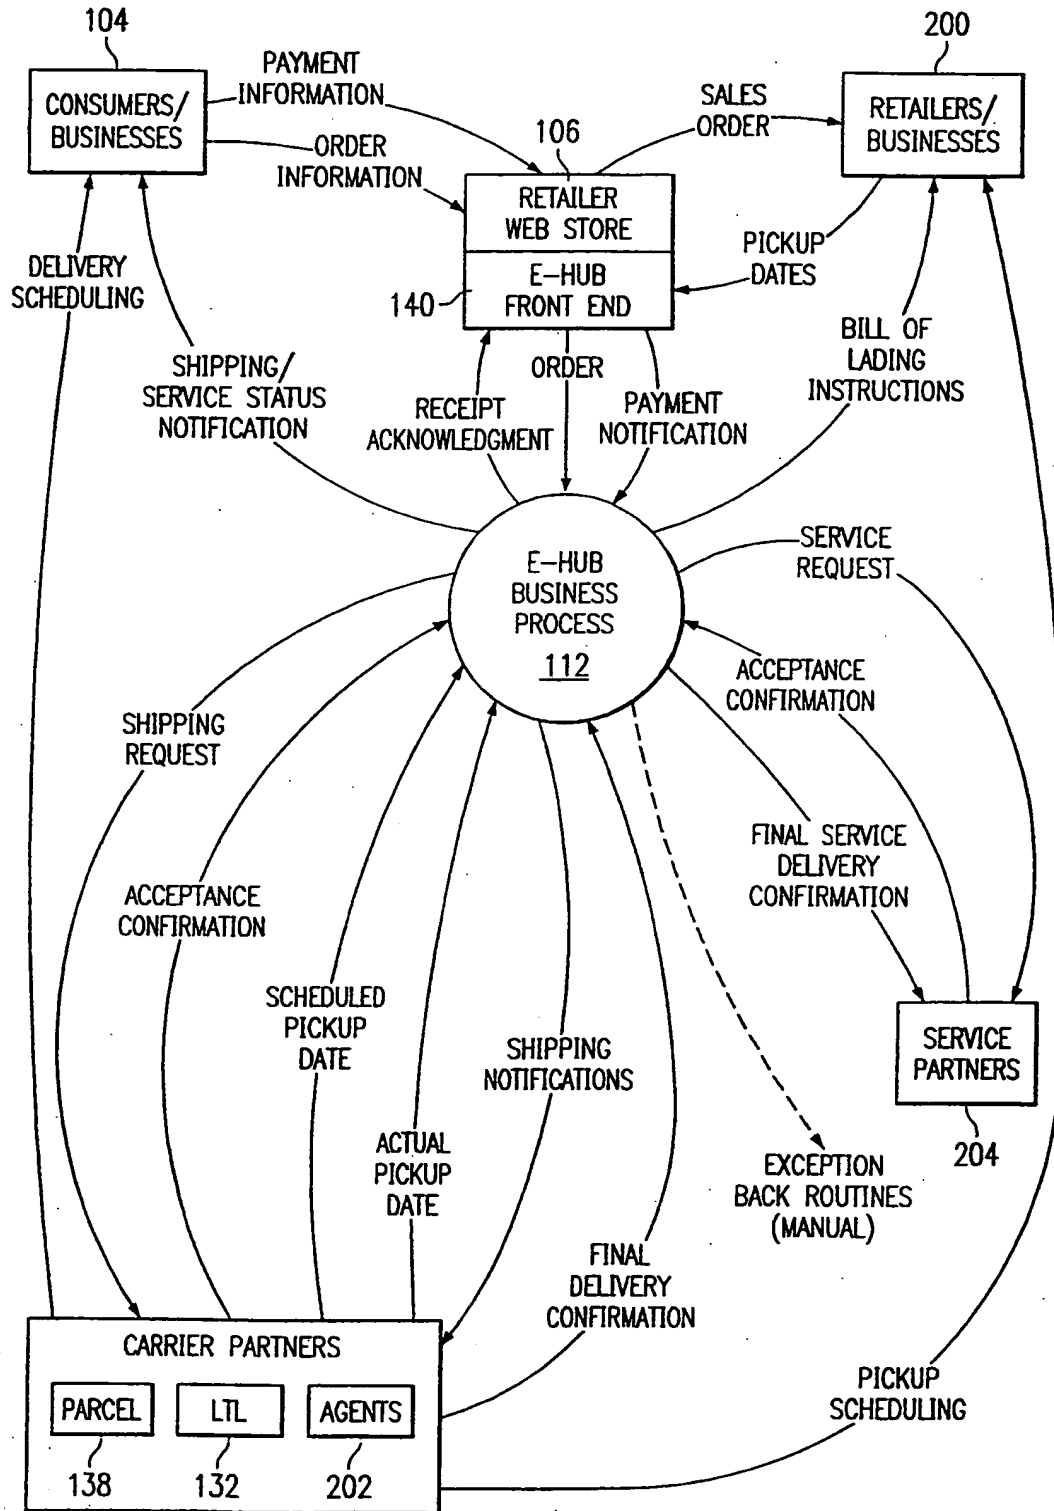 104
200
CONSUMERS/
BUSINESSES
PAYMENT
INFORMATION
ORDER
INFORMATION
106
SALES
ORDER
RETAILERS/
BUSINESSES
RETAILER
WEB STORE
E-HUB
FRONT END
140
PICKUP
DATES
DELIVERY
SCHEDULING
SHIPPING/
SERVICE STATUS
NOTIFICATION
RECEIPT
ACKNOWLEDGMENT
ORDER
PAYMENT
NOTIFICATION
BILL OF
LADING
INSTRUCTIONS
E-HUB
BUSINESS
PROCESS
112
SERVICE
REQUEST
ACCEPTANCE
CONFIRMATION
SHIPPING
REQUEST
FINAL SERVICE
DELIVERY
CONFIRMATION
ACCEPTANCE
CONFIRMATION
SCHEDULED
PICKUP
DATE
SHIPPING
NOTIFICATIONS
SERVICE
PARTNERS
204
ACTUAL
PICKUP
DATE
EXCEPTION
BACK ROUTINES
(MANUAL)
FINAL
DELIVERY
CONFIRMATION
CARRIER PARTNERS
PARCEL
LTL
AGENTS
138
132
202
PICKUP
SCHEDULING